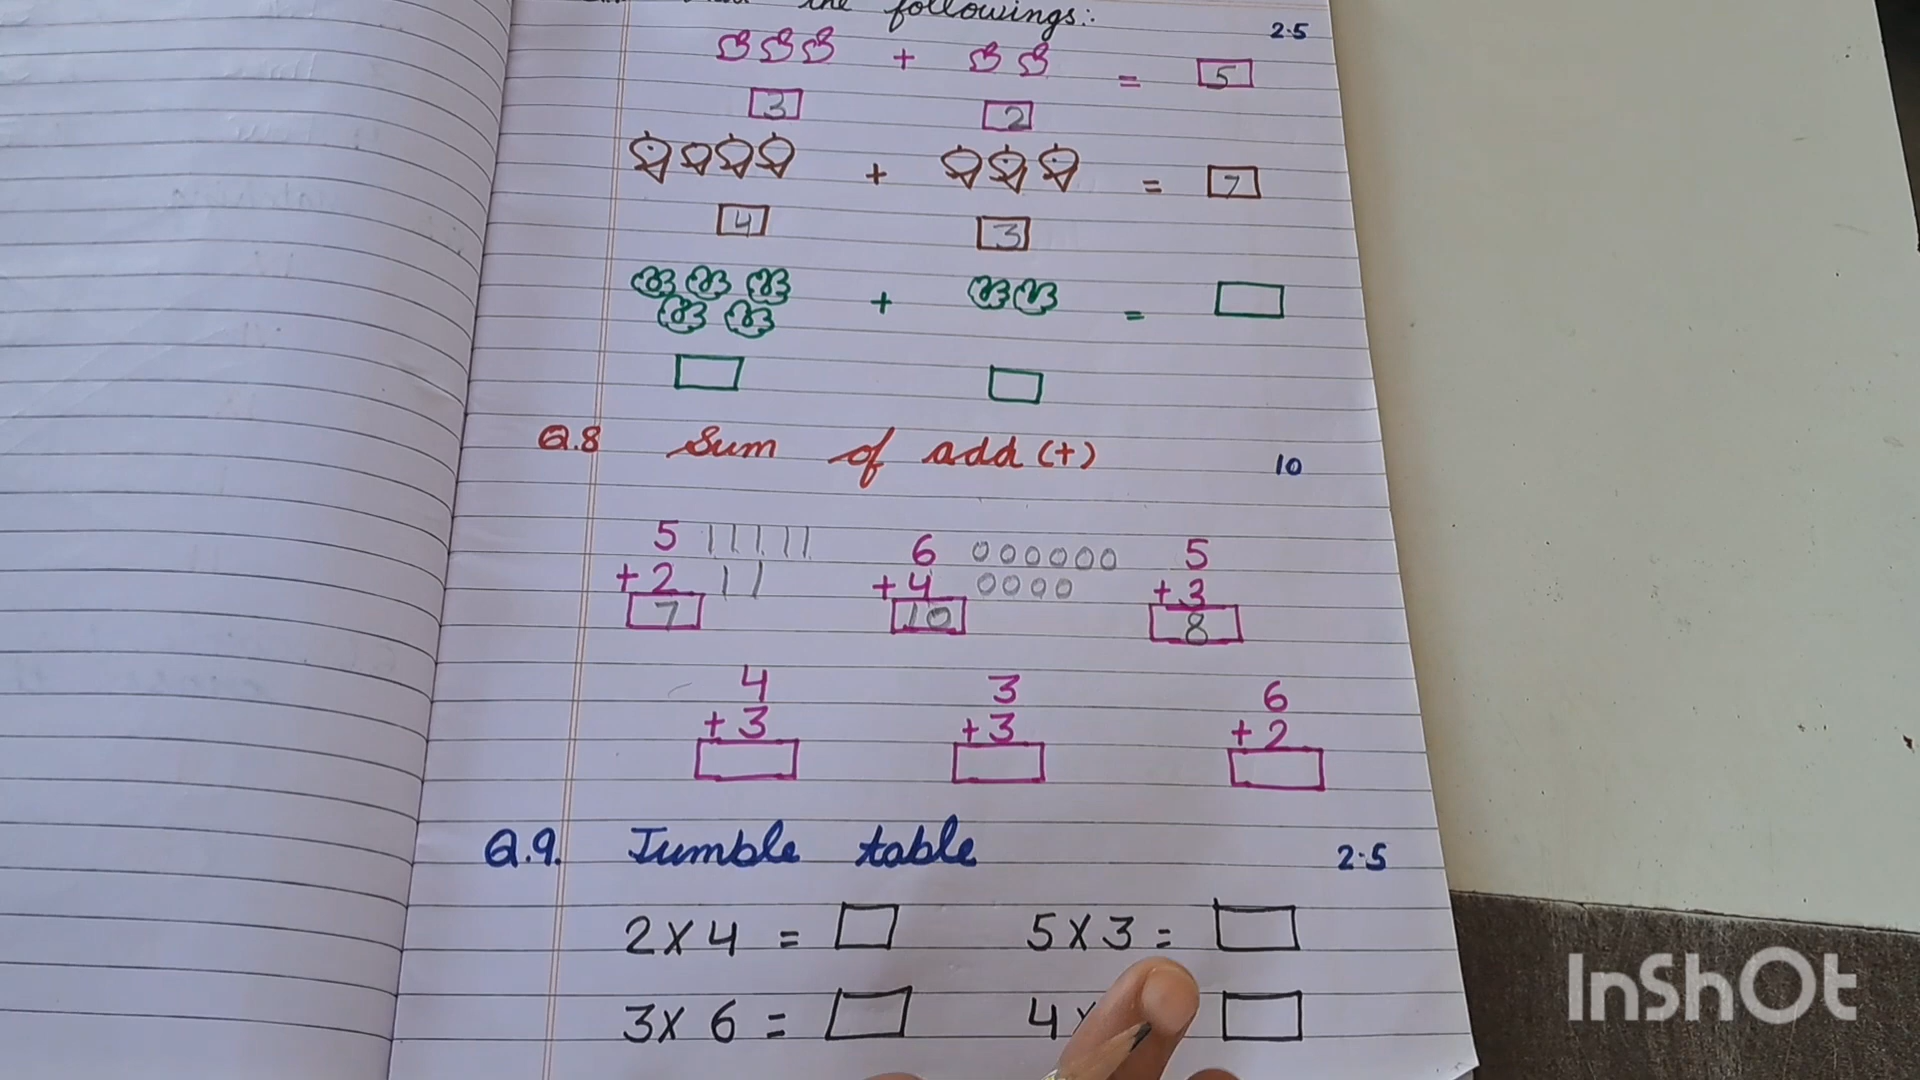 the followings:
2.5
+ = 5
3 2
+ = 7
4 3
+ =
Q.8 Sum of add (+) 10
5 6 5
+2 +4 +3
7 10 8
4 3 6
+3 +3 +2
Q.9. Jumble table 2.5
2X4 = 5X3 =
3X6 = 4X
InShOt